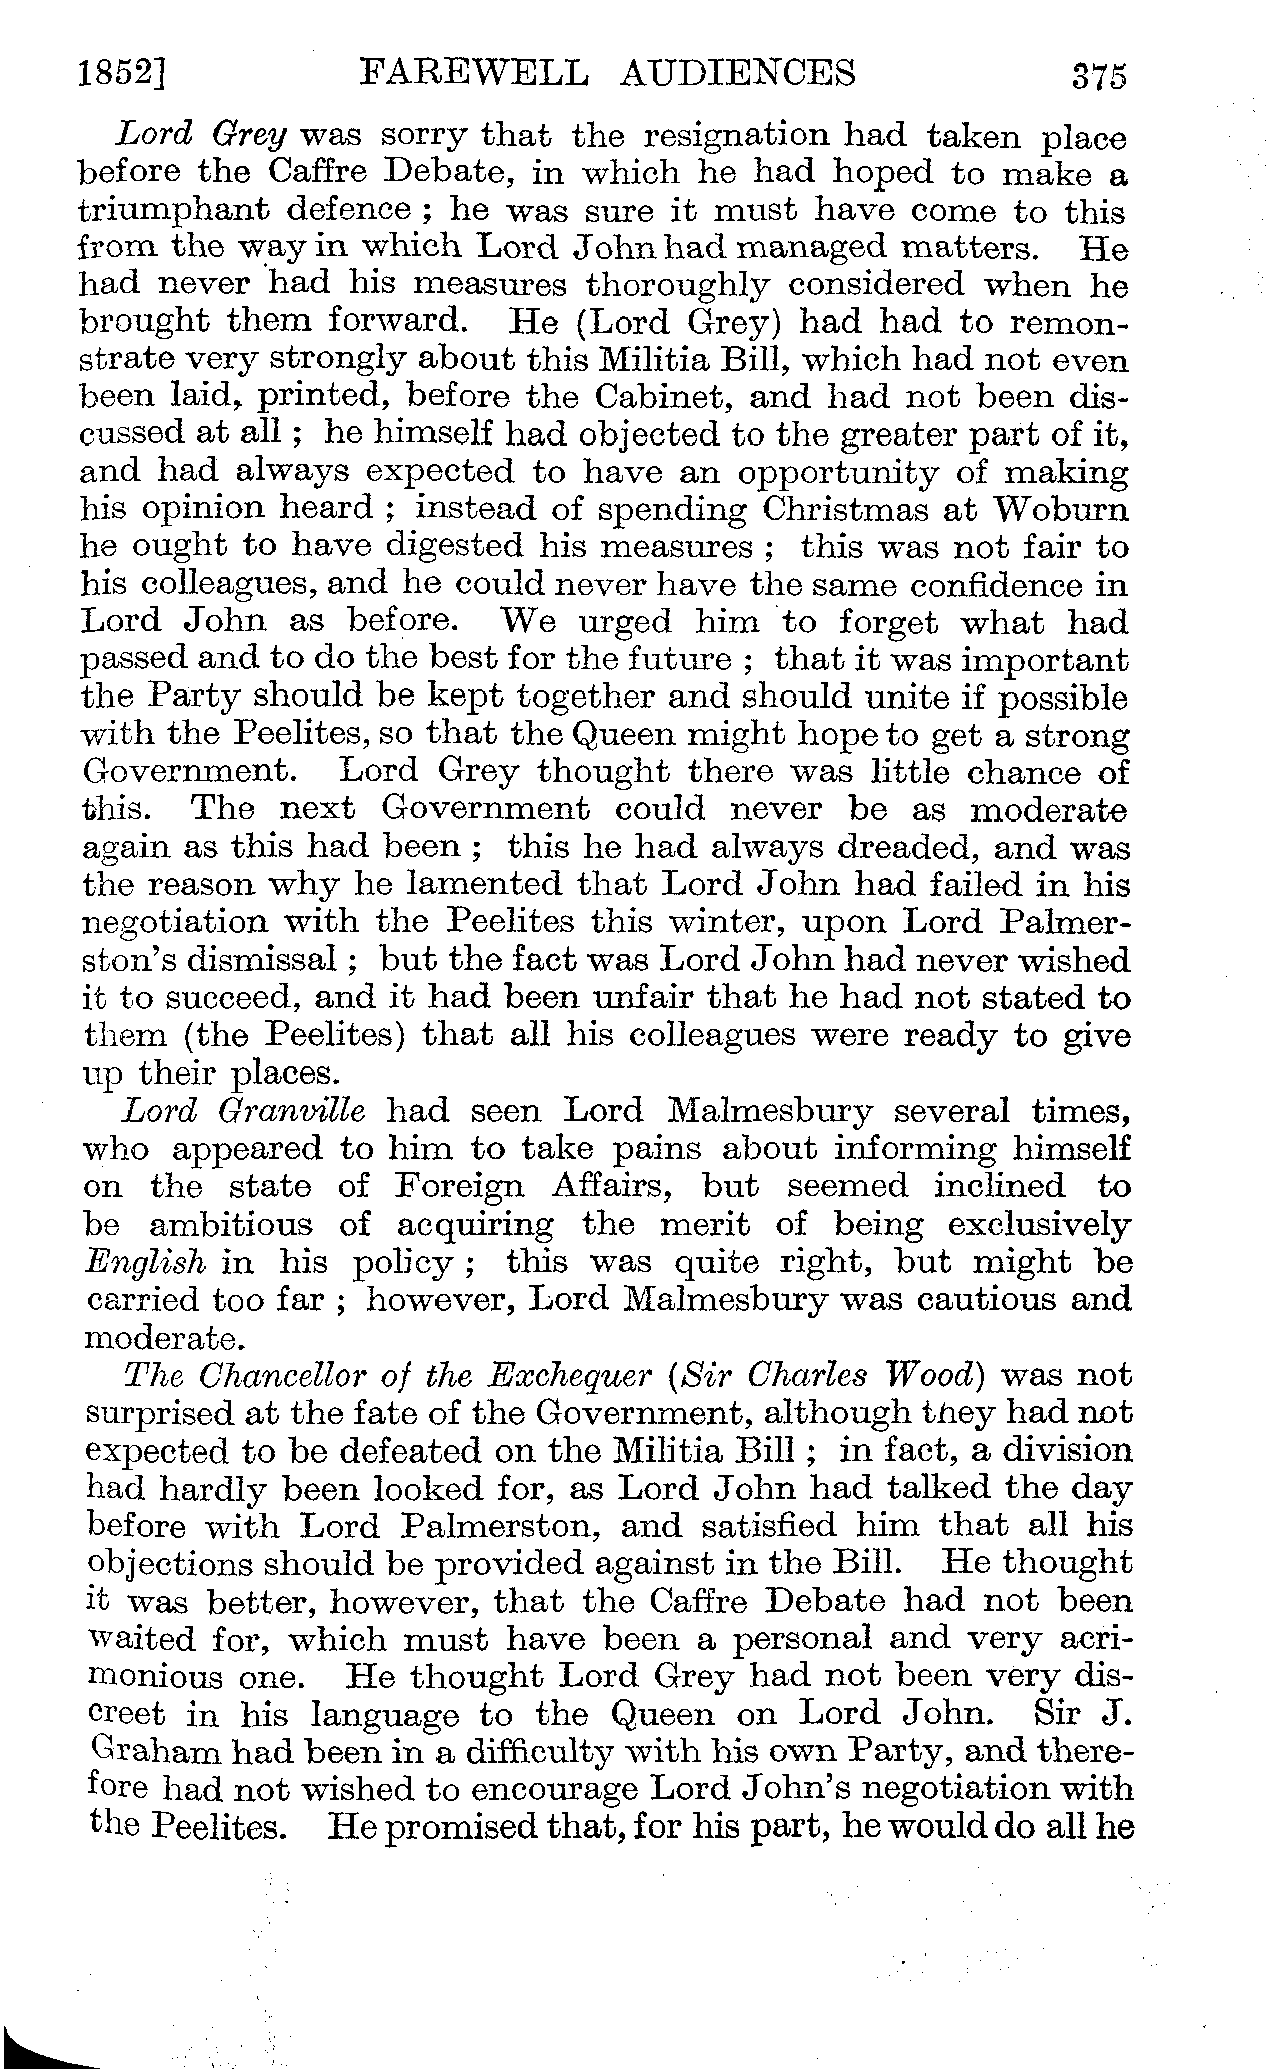 1852] FAREWELL AUDIENCES 375
Lord Grey was sorry that the resignation had taken place
before the Caffre Debate, in which he had hoped to make a
triumphant defence ; he was sure it must have come to this
from the way in which Lord John had managed matters. He
had never had his measures thoroughly considered when he
brought them forward. He (Lord Grey) had had to remon-
strate very strongly about this Militia Bill, which had not even
been laid, printed, before the Cabinet, and had not been dis-
cussed at all ; he himself had objected to the greater part of it,
and had always expected to have an opportunity of making
his opinion heard ; instead of spending Christmas at Woburn
he ought to have digested his measures ; this was not fair to
his colleagues, and he could never have the same confidence in
Lord John as before. We urged him to forget what had
passed and to do the best for the future ; that it was important
the Party should be kept together and should unite if possible
with the Peelites, so that the Queen might hope to get a strong
Government. Lord Grey thought there was little chance of
this. The next Government could never be as moderate
again as this had been ; this he had always dreaded, and was
the reason why he lamented that Lord John had failed in his
negotiation with the Peelites this winter, upon Lord Palmer-
ston's dismissal ; but the fact was Lord John had never wished
it to succeed, and it had been unfair that he had not stated to
them (the Peelites) that all his colleagues were ready to give
up their places.
Lord Granville had seen Lord Malmesbury several times,
who appeared to him to take pains about informing himself
on the state of Foreign Affairs, but seemed inclined to
be ambitious of acquiring the merit of being exclusively
English in his policy ; this was quite right, but might be
carried too far ; however, Lord Malmesbury was cautious and
moderate.
The Chancellor of the Exchequer (Sir Charles Wood) was not
surprised at the fate of the Government, although they had not
expected to be defeated on the Militia Bill ; in fact, a division
had hardly been looked for, as Lord John had talked the day
before with Lord Palmerston, and satisfied him that all his
objections should be provided against in the Bill. He thought
it was better, however, that the Caffre Debate had not been
waited for, which must have been a personal and very acri-
monious one. He thought Lord Grey had not been very dis-
creet in his language to the Queen on Lord John. Sir J.
Graham had been in a difficulty with his own Party, and there-
fore had not wished to encourage Lord John's negotiation with
the Peelites. He promised that, for his part, he would do all he